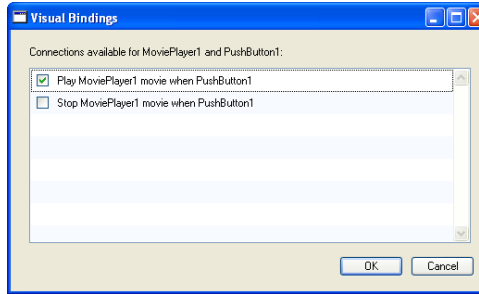 Visual Bindings
Connections available for MoviePlayer1 and PushButton1:
Play MoviePlayer1 movie when PushButton1
Stop MoviePlayer1 movie when PushButton1
OK Cancel